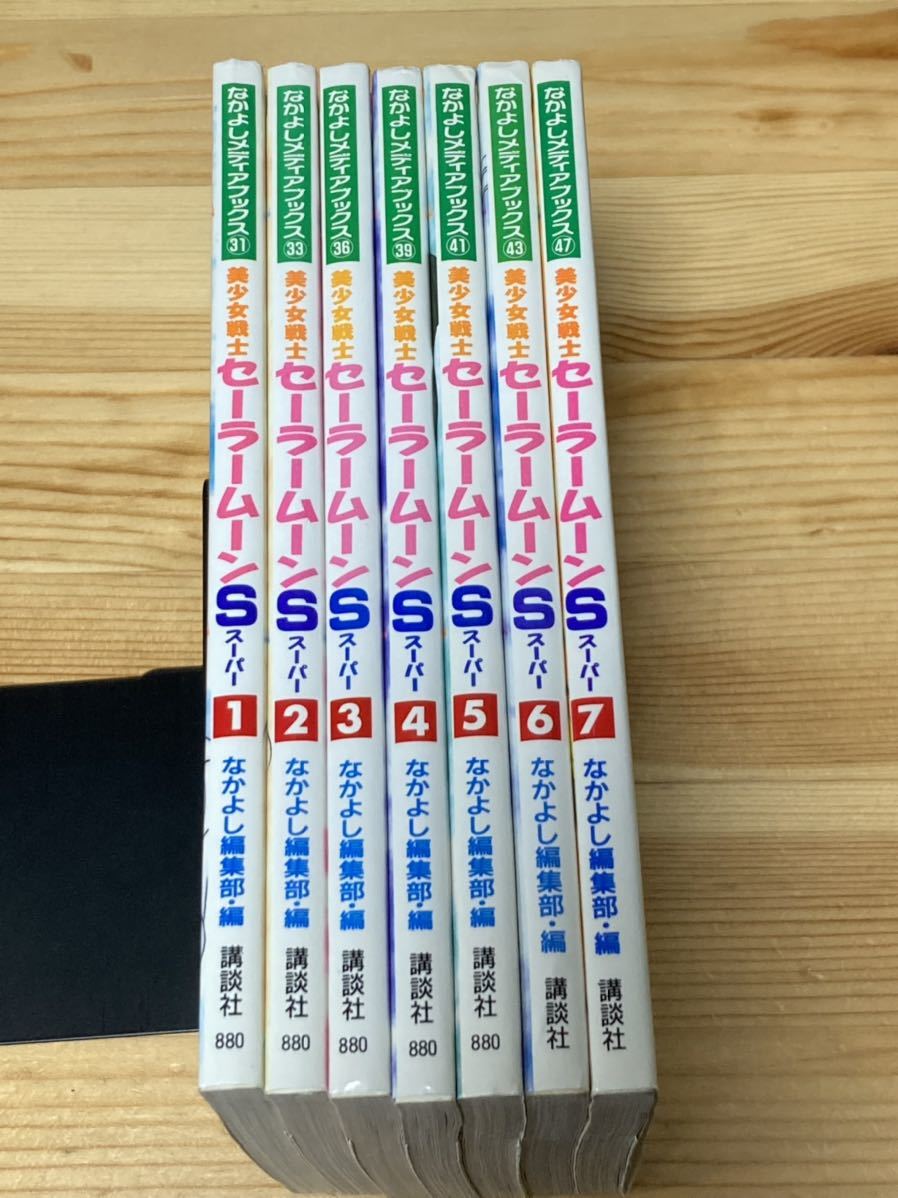 なかよしメディアブックス㉛
美少女戦士
セーラームーンS
スーパー
1
なかよし編集部・編
講談社
880
なかよしメディアブックス㉝
美少女戦士
セーラームーンS
スーパー
2
なかよし編集部・編
講談社
880
なかよしメディアブックス㊱
美少女戦士
セーラームーンS
スーパー
3
なかよし編集部・編
講談社
880
なかよしメディアブックス㊴
美少女戦士
セーラームーンS
スーパー
4
なかよし編集部・編
講談社
880
なかよしメディアブックス㊶
美少女戦士
セーラームーンS
スーパー
5
なかよし編集部・編
講談社
880
なかよしメディアブックス㊸
美少女戦士
セーラームーンS
スーパー
6
なかよし編集部・編
講談社
なかよしメディアブックス㊼
美少女戦士
セーラームーンS
スーパー
7
なかよし編集部・編
講談社